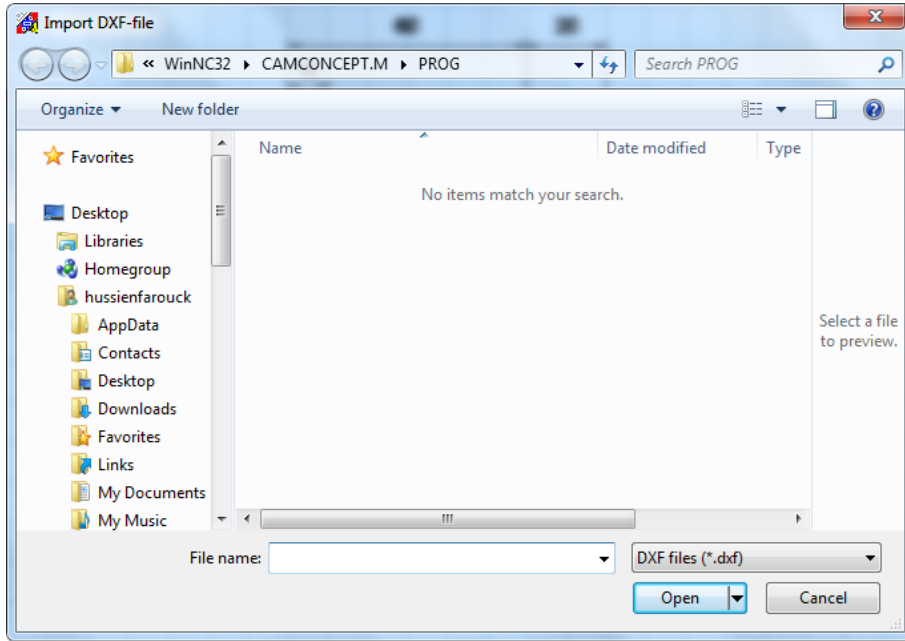 Import DXF-file
« WinNC32 ▸ CAMCONCEPT.M ▸ PROG
Search PROG
Organize ▾ New folder
Favorites
Desktop
Libraries
Homegroup
hussienfarouck
AppData
Contacts
Desktop
Downloads
Favorites
Links
My Documents
My Music
Name Date modified Type
No items match your search.
Select a file
to preview.
File name:
DXF files (*.dxf)
Open Cancel